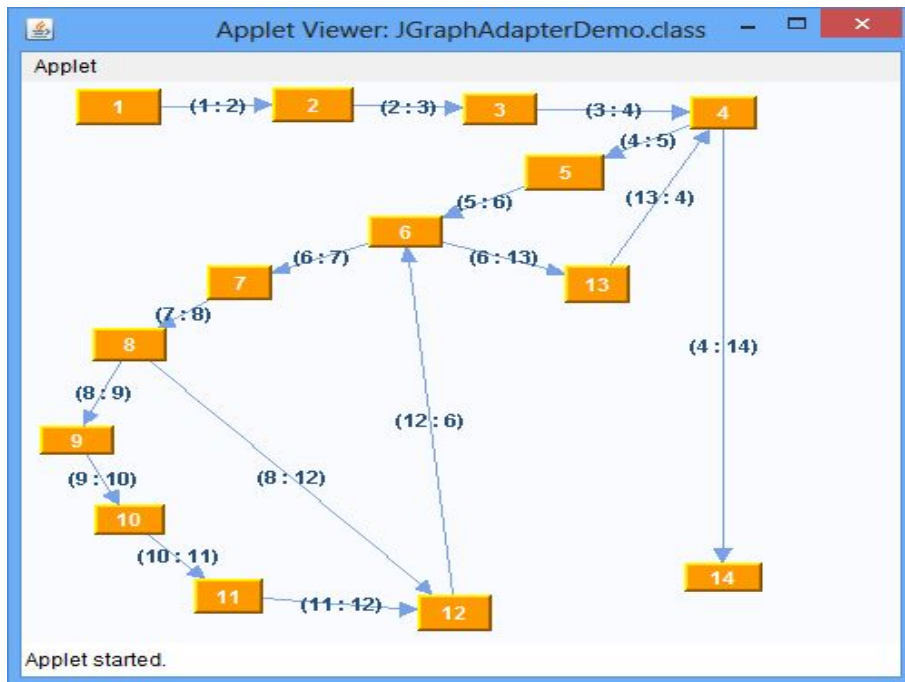 Applet Viewer: JGraphAdapterDemo.class
Applet
1
(1 : 2)
2
(2 : 3)
3
(3 : 4)
4
(4 : 5)
5
(13 : 4)
(5 : 6)
6
(6 : 7)
(6 : 13)
7
13
(7 : 8)
8
(4 : 14)
(8 : 9)
(12 : 6)
9
(9 : 10)
(8 : 12)
10
(10 : 11)
14
11
(11 : 12)
12
Applet started.